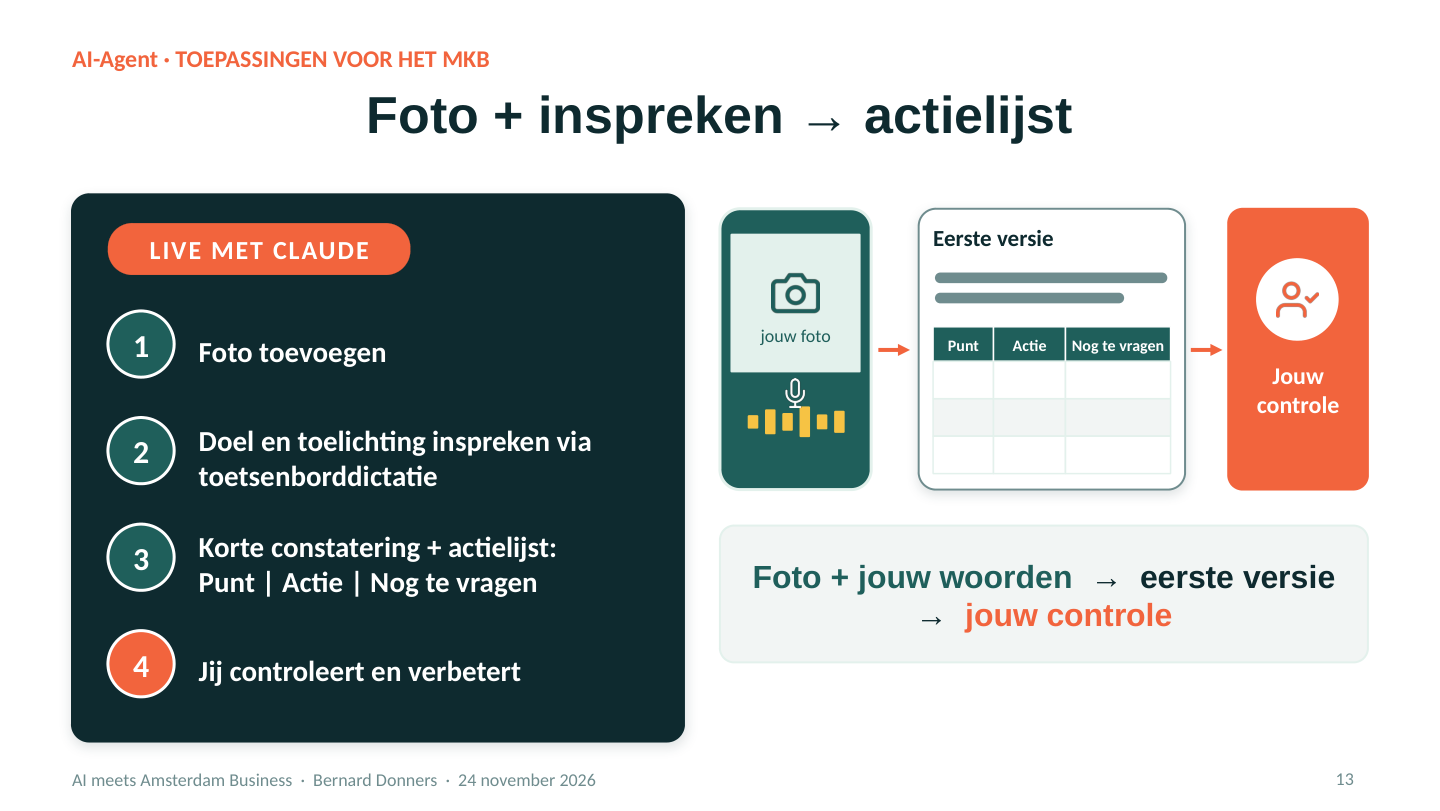 AI-Agent · TOEPASSINGEN VOOR HET MKB
Foto + inspreken → actielijst
LIVE MET CLAUDE
1
Foto toevoegen
2
Doel en toelichting inspreken via
toetsenborddictatie
3
Korte constatering + actielijst:
Punt | Actie | Nog te vragen
4
Jij controleert en verbetert
jouw foto
Eerste versie
Punt Actie Nog te vragen
Jouw
controle
Foto + jouw woorden → eerste versie
→ jouw controle
AI meets Amsterdam Business · Bernard Donners · 24 november 2026
13